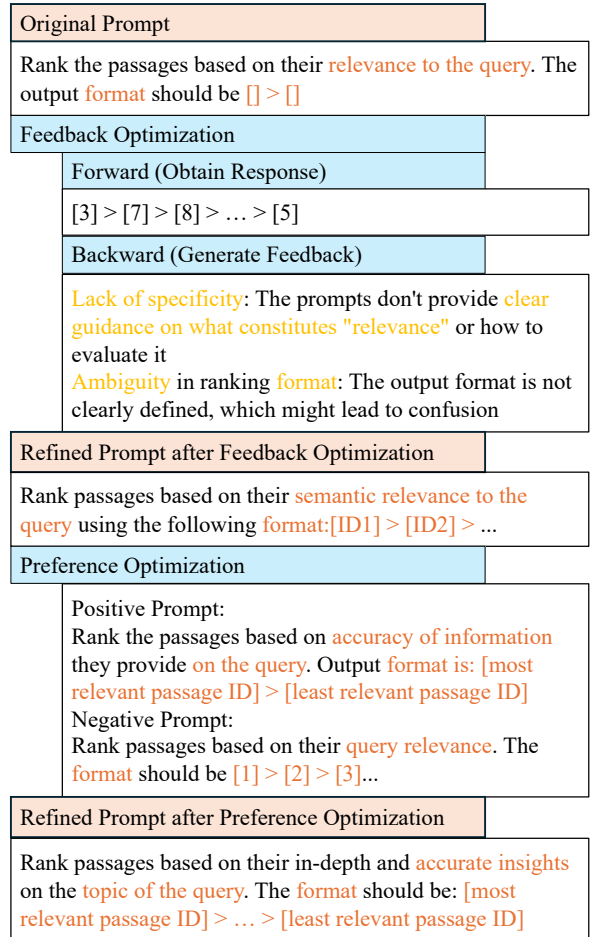 Original Prompt
Rank the passages based on their relevance to the query. The
output format should be [] > []
Feedback Optimization
Forward (Obtain Response)
[3] > [7] > [8] > … > [5]
Backward (Generate Feedback)
Lack of specificity: The prompts don't provide clear
guidance on what constitutes "relevance" or how to
evaluate it
Ambiguity in ranking format: The output format is not
clearly defined, which might lead to confusion
Refined Prompt after Feedback Optimization
Rank passages based on their semantic relevance to the
query using the following format:[ID1] > [ID2] > ...
Preference Optimization
Positive Prompt:
Rank the passages based on accuracy of information
they provide on the query. Output format is: [most
relevant passage ID] > [least relevant passage ID]
Negative Prompt:
Rank passages based on their query relevance. The
format should be [1] > [2] > [3]...
Refined Prompt after Preference Optimization
Rank passages based on their in-depth and accurate insights
on the topic of the query. The format should be: [most
relevant passage ID] > … > [least relevant passage ID]